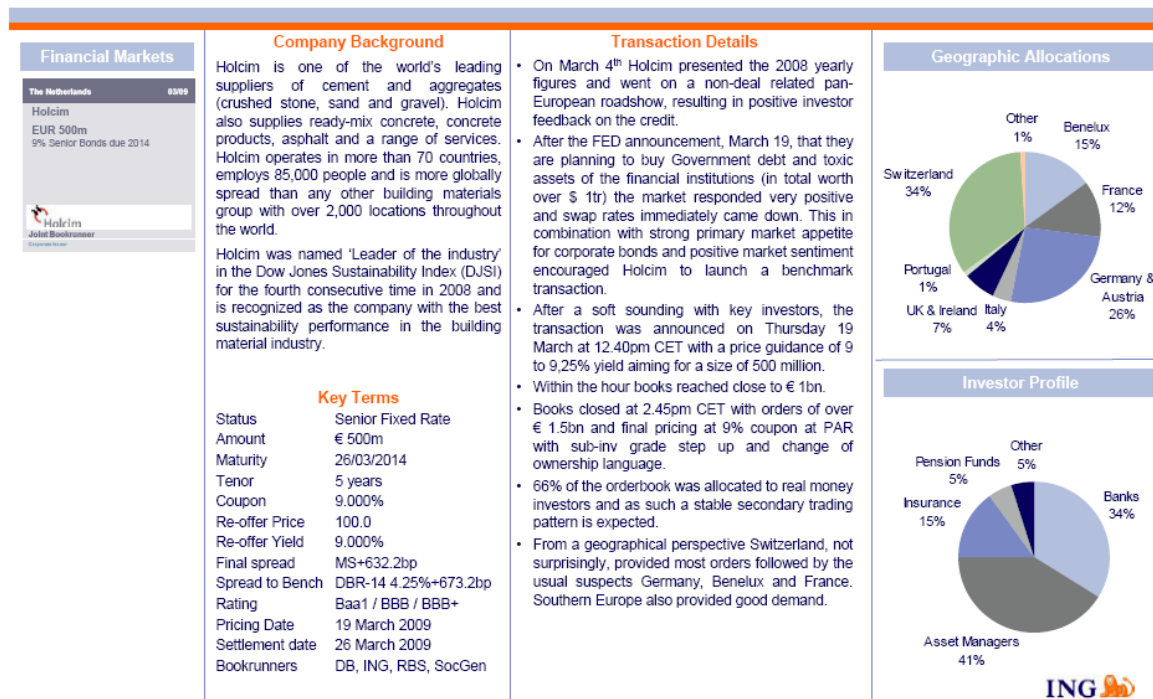 Financial Markets
The Netherlands 03/09
Holcim
EUR 500m
9% Senior Bonds due 2014
Holcim
Joint Bookrunner
Corporate Issuer
Company Background
Holcim is one of the world's leading
suppliers of cement and aggregates
(crushed stone, sand and gravel). Holcim
also supplies ready-mix concrete, concrete
products, asphalt and a range of services.
Holcim operates in more than 70 countries,
employs 85,000 people and is more globally
spread than any other building materials
group with over 2,000 locations throughout
the world.
Holcim was named 'Leader of the industry'
in the Dow Jones Sustainability Index (DJSI)
for the fourth consecutive time in 2008 and
is recognized as the company with the best
sustainability performance in the building
material industry.
Key Terms
Status Senior Fixed Rate
Amount € 500m
Maturity 26/03/2014
Tenor 5 years
Coupon 9.000%
Re-offer Price 100.0
Re-offer Yield 9.000%
Final spread MS+632.2bp
Spread to Bench DBR-14 4.25%+673.2bp
Rating Baa1 / BBB / BBB+
Pricing Date 19 March 2009
Settlement date 26 March 2009
Bookrunners DB, ING, RBS, SocGen
Transaction Details
• On March 4th Holcim presented the 2008 yearly
figures and went on a non-deal related pan-
European roadshow, resulting in positive investor
feedback on the credit.
• After the FED announcement, March 19, that they
are planning to buy Government debt and toxic
assets of the financial institutions (in total worth
over $ 1tr) the market responded very positive
and swap rates immediately came down. This in
combination with strong primary market appetite
for corporate bonds and positive market sentiment
encouraged Holcim to launch a benchmark
transaction.
• After a soft sounding with key investors, the
transaction was announced on Thursday 19
March at 12.40pm CET with a price guidance of 9
to 9,25% yield aiming for a size of 500 million.
• Within the hour books reached close to € 1bn.
• Books closed at 2.45pm CET with orders of over
€ 1.5bn and final pricing at 9% coupon at PAR
with sub-inv grade step up and change of
ownership language.
• 66% of the orderbook was allocated to real money
investors and as such a stable secondary trading
pattern is expected.
• From a geographical perspective Switzerland, not
surprisingly, provided most orders followed by the
usual suspects Germany, Benelux and France.
Southern Europe also provided good demand.
Geographic Allocations
Other
1%
Benelux
15%
France
12%
Germany &
Austria
26%
Italy
4%
UK & Ireland
7%
Portugal
1%
Switzerland
34%
Investor Profile
Other
5%
Banks
34%
Asset Managers
41%
Insurance
15%
Pension Funds
5%
ING